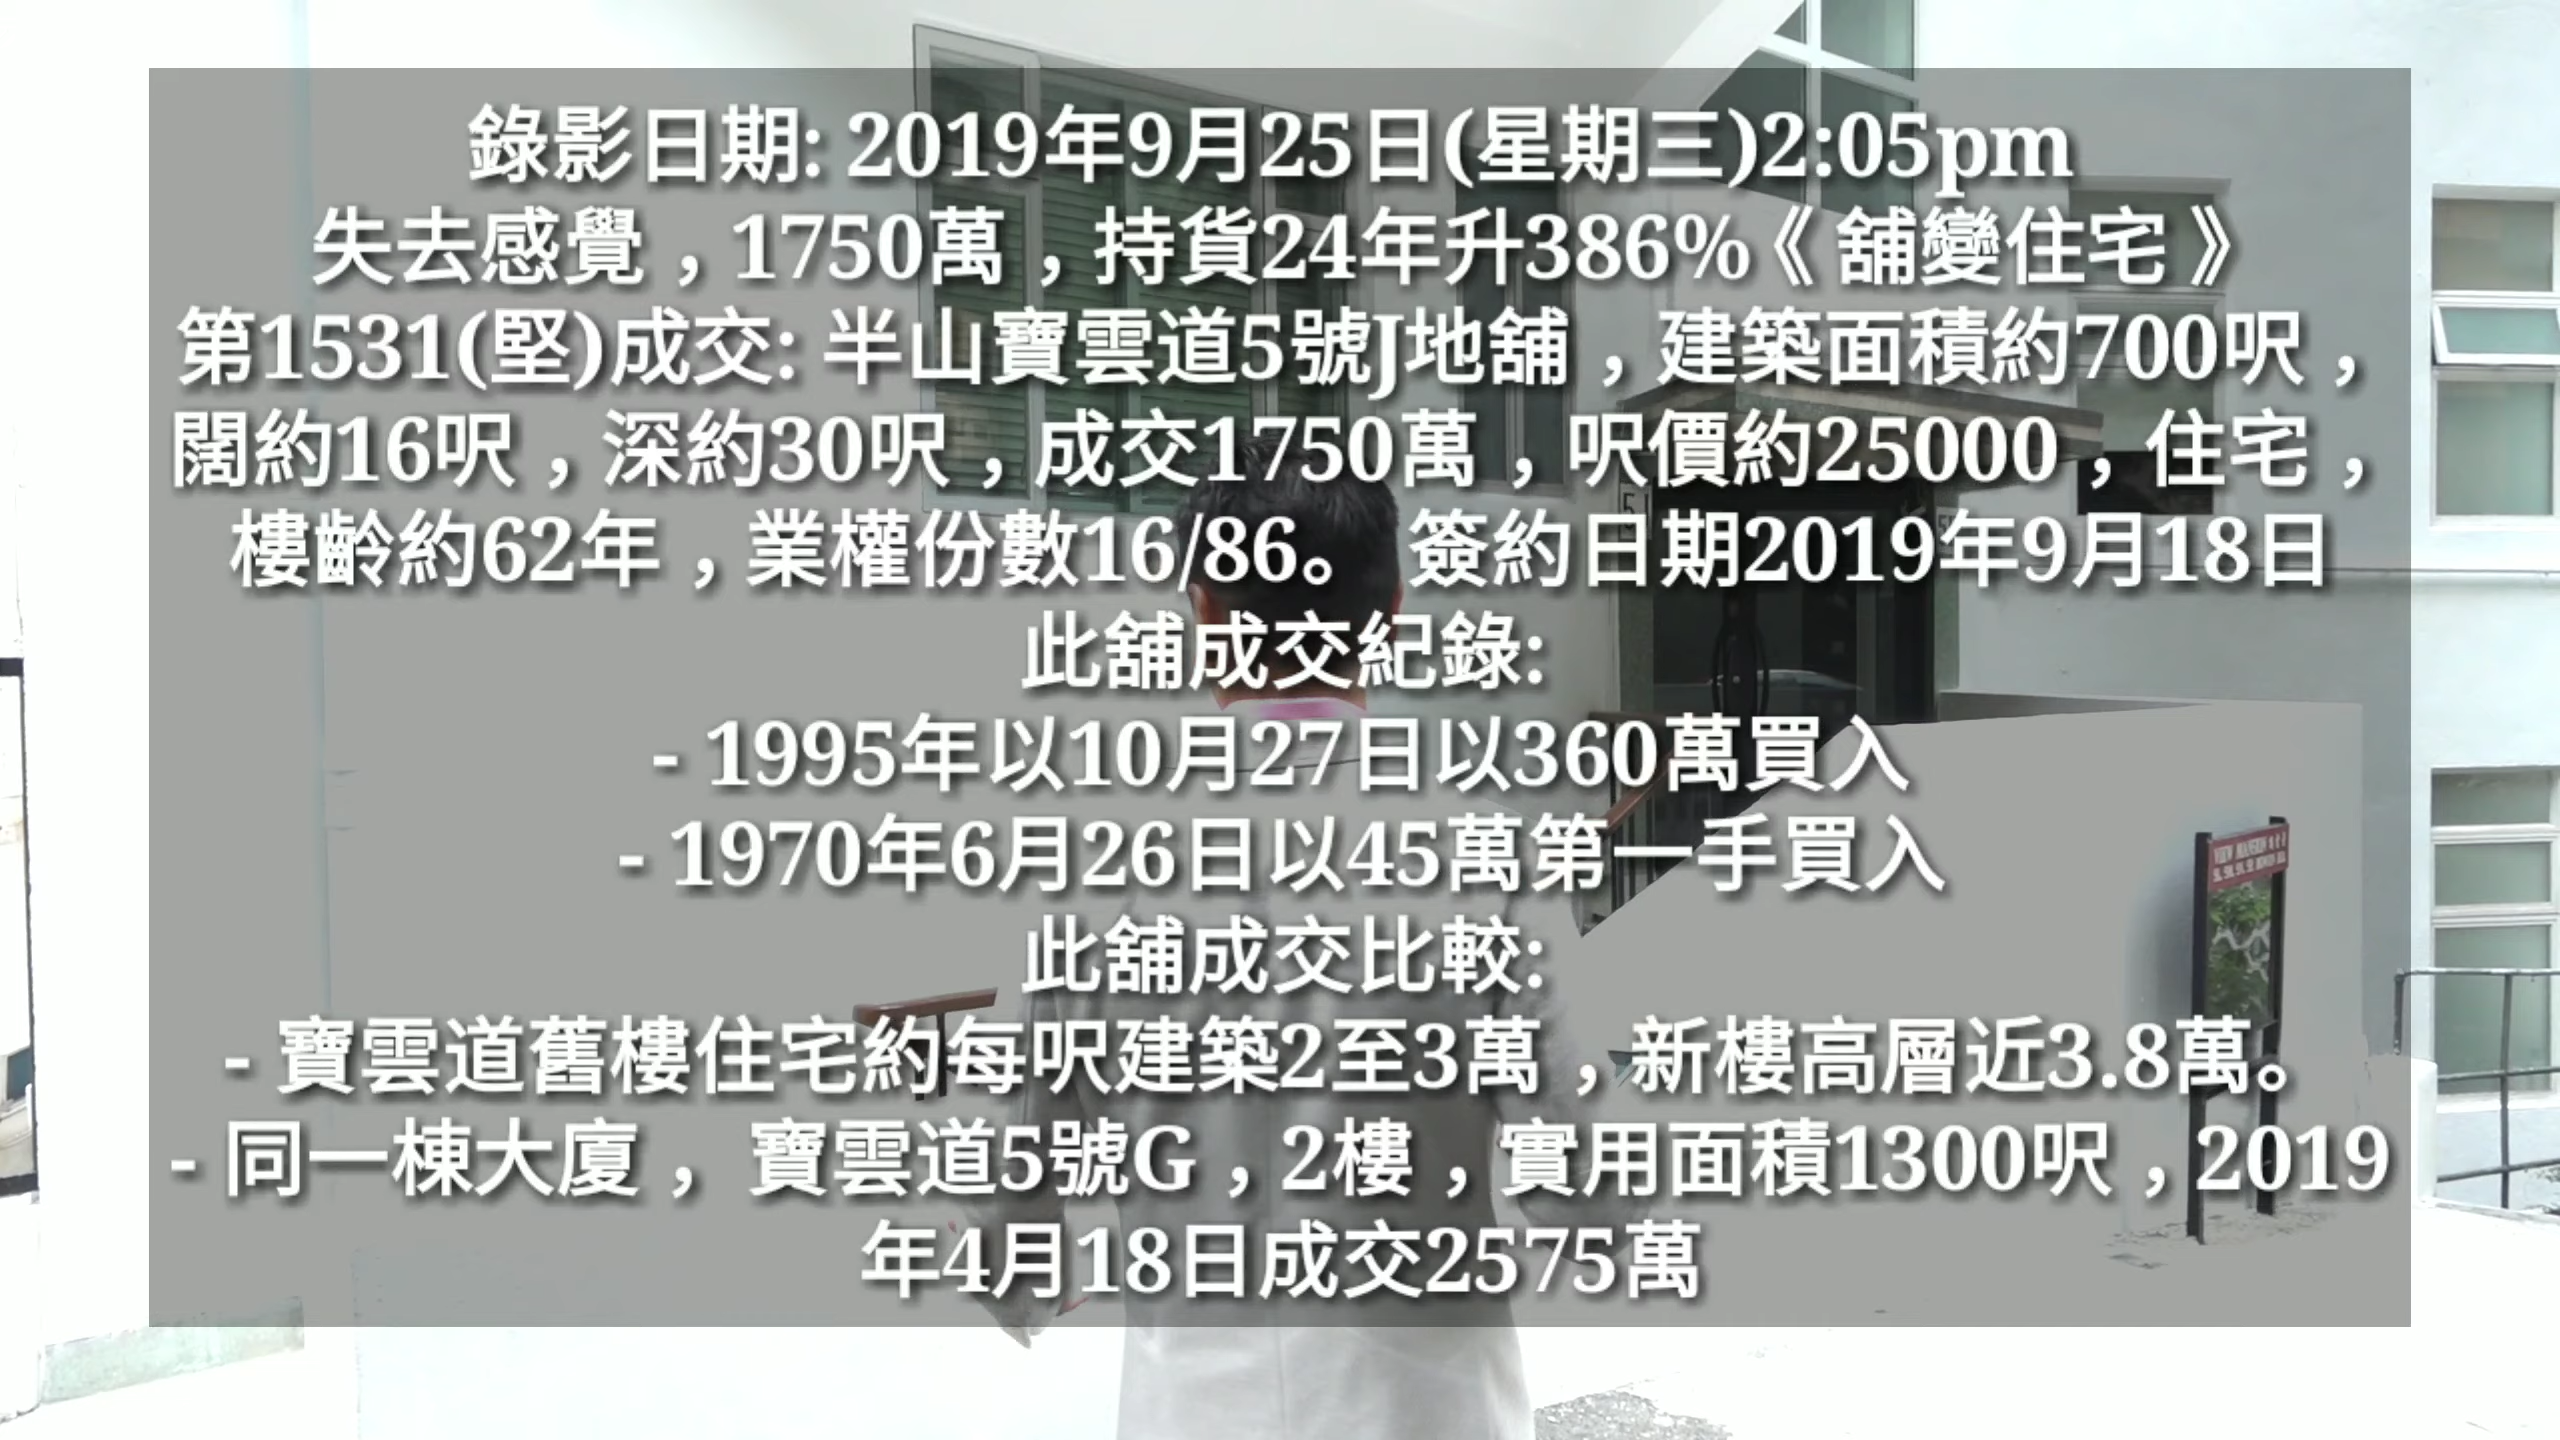 錄影日期: 2019年9月25日(星期三)2:05pm
失去感覺，1750萬，持貨24年升386%《舖變住宅》
第1531(堅)成交: 半山寶雲道5號J地舖，建築面積約700呎，
闊約16呎，深約30呎，成交1750萬，呎價約25000，住宅，
樓齡約62年，業權份數16/86。 簽約日期2019年9月18日
此舖成交紀錄:
- 1995年以10月27日以360萬買入
- 1970年6月26日以45萬第一手買入
此舖成交比較:
- 寶雲道舊樓住宅約每呎建築2至3萬，新樓高層近3.8萬。
- 同一棟大廈， 寶雲道5號G，2樓，實用面積1300呎，2019
年4月18日成交2575萬
VIEW MANSION